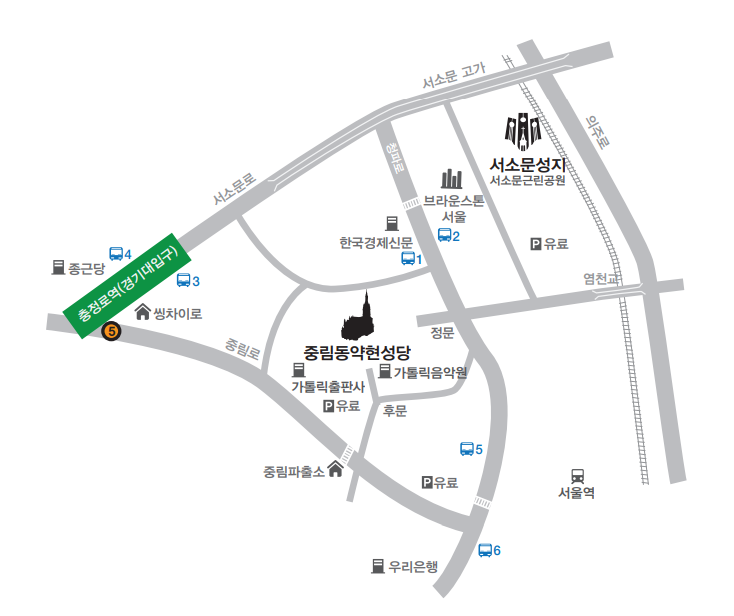 서소문 고가
의주로
서소문로
청파로
서소문성지
서소문근린공원
브라운스톤
서울
2
P 유료
한국경제신문
1
4
종근당
충정로역(경기대입구)
3
씽차이로
5
염천교
정문
중림동약현성당
중림로
가톨릭출판사
가톨릭음악원
P 유료
후문
5
중림파출소
P 유료
서울역
6
우리은행